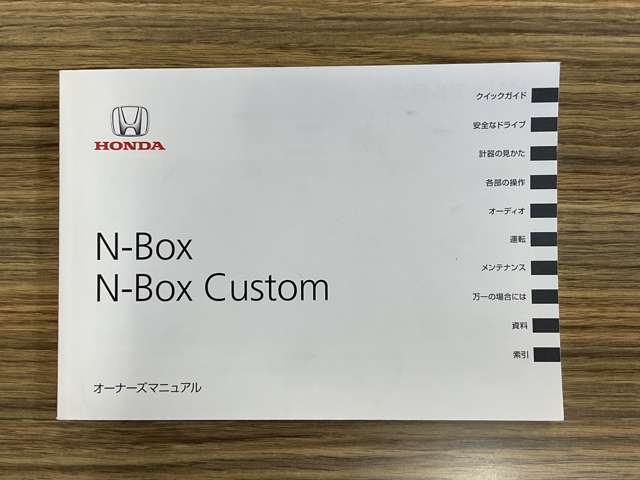 HONDA
N-Box
N-Box Custom
オーナーズマニュアル
クイックガイド
安全なドライブ
計器の見かた
各部の操作
オーディオ
運転
メンテナンス
万一の場合には
資料
索引